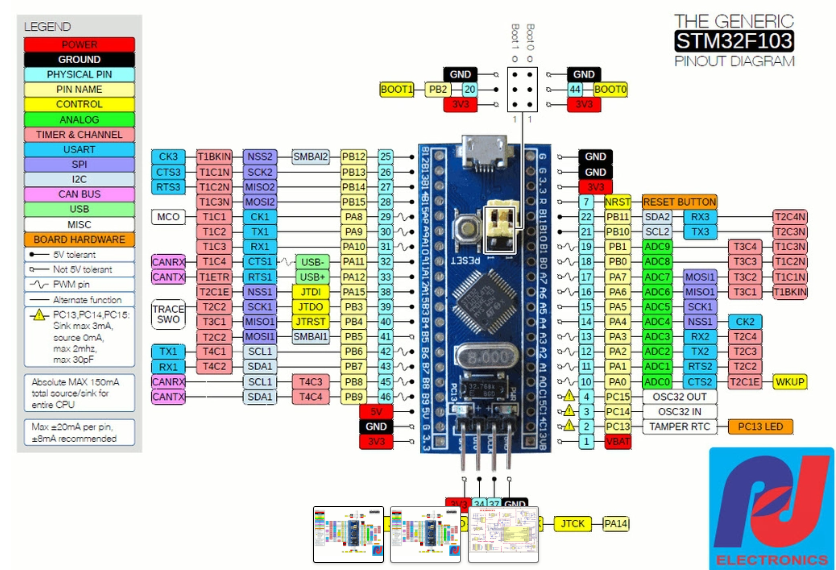 LEGEND
POWER
GROUND
PHYSICAL PIN
PIN NAME
CONTROL
ANALOG
TIMER & CHANNEL
USART
SPI
I2C
CAN BUS
USB
MISC
BOARD HARDWARE
5V tolerant
Not 5V tolerant
PWM pin
Alternate function
PC13,PC14,PC15:
Sink max 3mA,
source 0mA,
max 2mhz,
max 30pF
Absolute MAX 150mA
total source/sink for
entire CPU
Max ±20mA per pin,
±8mA recommended
THE GENERIC
STM32F103
PINOUT DIAGRAM
Boot 1 Boot 0
GND GND
BOOT1 PB2 20 44 BOOT0
3V3 3V3
1 1
CK3 T1BKIN NSS2 SMBAI2 PB12 25
CTS3 T1C1N SCK2 PB13 26
RTS3 T1C2N MISO2 PB14 27
T1C3N MOSI2 PB15 28
MCO T1C1 CK1 PA8 29
T1C2 TX1 PA9 30
T1C3 RX1 PA10 31
CANRX T1C4 CTS1 USB- PA11 32
CANTX T1ETR RTS1 USB+ PA12 33
T2C1E NSS1 JTDI PA15 38
TRACE SWO T2C2 SCK1 JTDO PB3 39
T3C1 MISO1 JTRST PB4 40
T3C2 MOSI1 SMBAI1 PB5 41
TX1 T4C1 SCL1 PB6 42
RX1 T4C2 SDA1 PB7 43
CANRX SCL1 T4C3 PB8 45
CANTX SDA1 T4C4 PB9 46
5V
GND
3V3
GND
GND
3V3
7 NRST RESET BUTTON
22 PB11 SDA2 RX3 T2C4N
21 PB10 SCL2 TX3 T2C3N
19 PB1 ADC9 T3C4 T1C3N
18 PB0 ADC8 T3C3 T1C2N
17 PA7 ADC7 MOSI1 T3C2 T1C1N
16 PA6 ADC6 MISO1 T3C1 T1BKIN
15 PA5 ADC5 SCK1
14 PA4 ADC4 NSS1 CK2
13 PA3 ADC3 RX2 T2C4
12 PA2 ADC2 TX2 T2C3
11 PA1 ADC1 RTS2 T2C2
10 PA0 ADC0 CTS2 T2C1E WKUP
4 PC15 OSC32 OUT
3 PC14 OSC32 IN
2 PC13 TAMPER RTC PC13 LED
1 VBAT
RESET
8.000
PC13 PWR
3V3 34 37 GND
JTCK PA14
ELECTRONICS